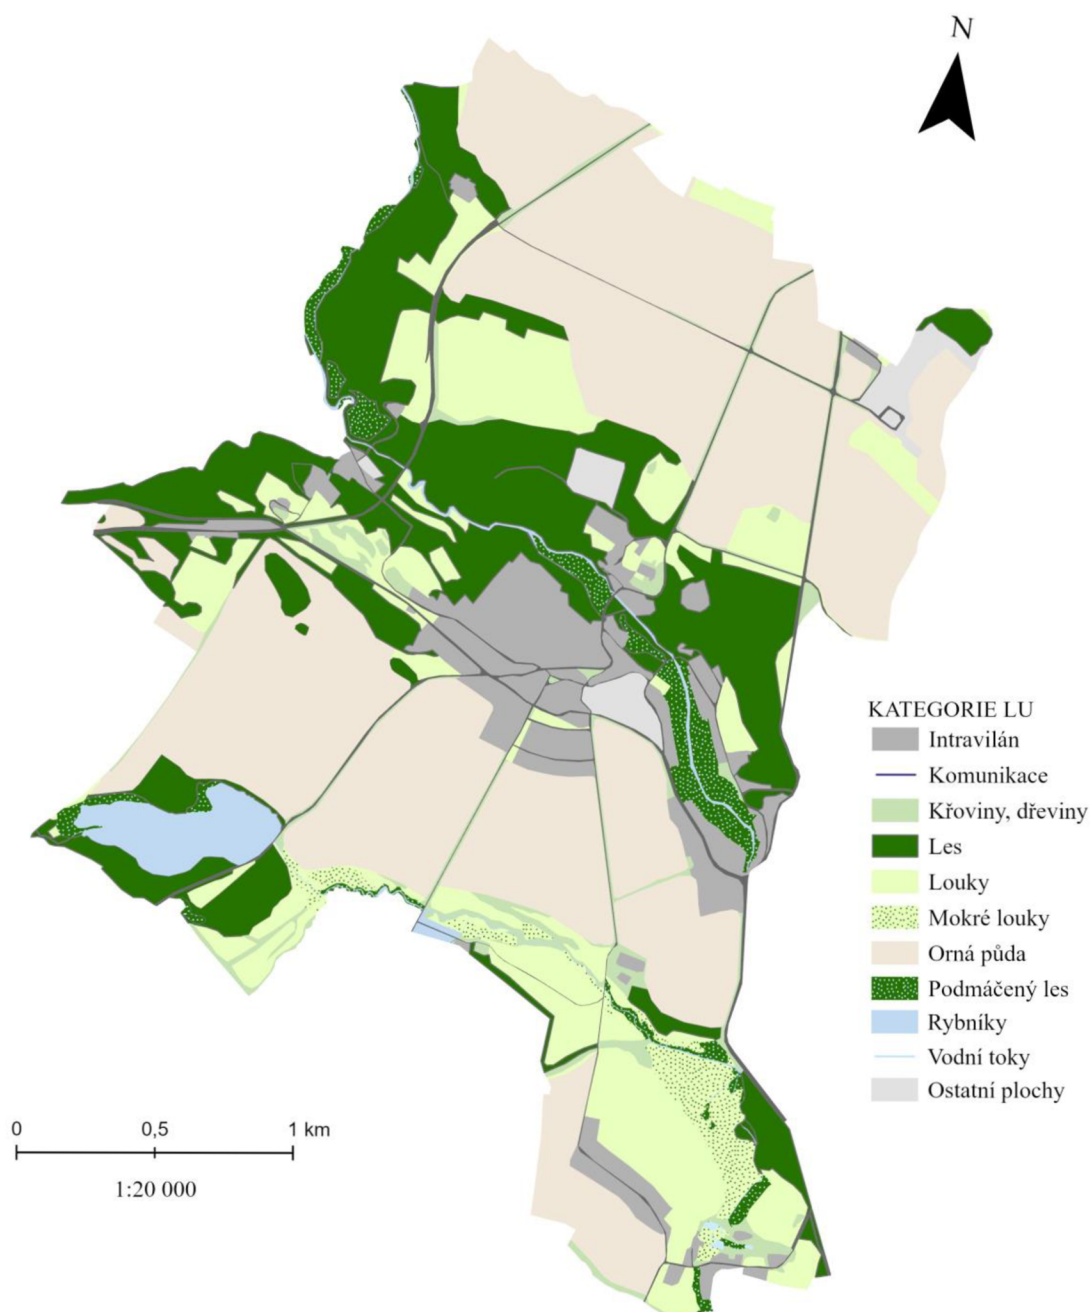 N
KATEGORIE LU
Intravilán
Komunikace
Křoviny, dřeviny
Les
Louky
Mokré louky
Orná půda
Podmáčený les
Rybníky
Vodní toky
Ostatní plochy
0 0,5 1 km
1:20 000